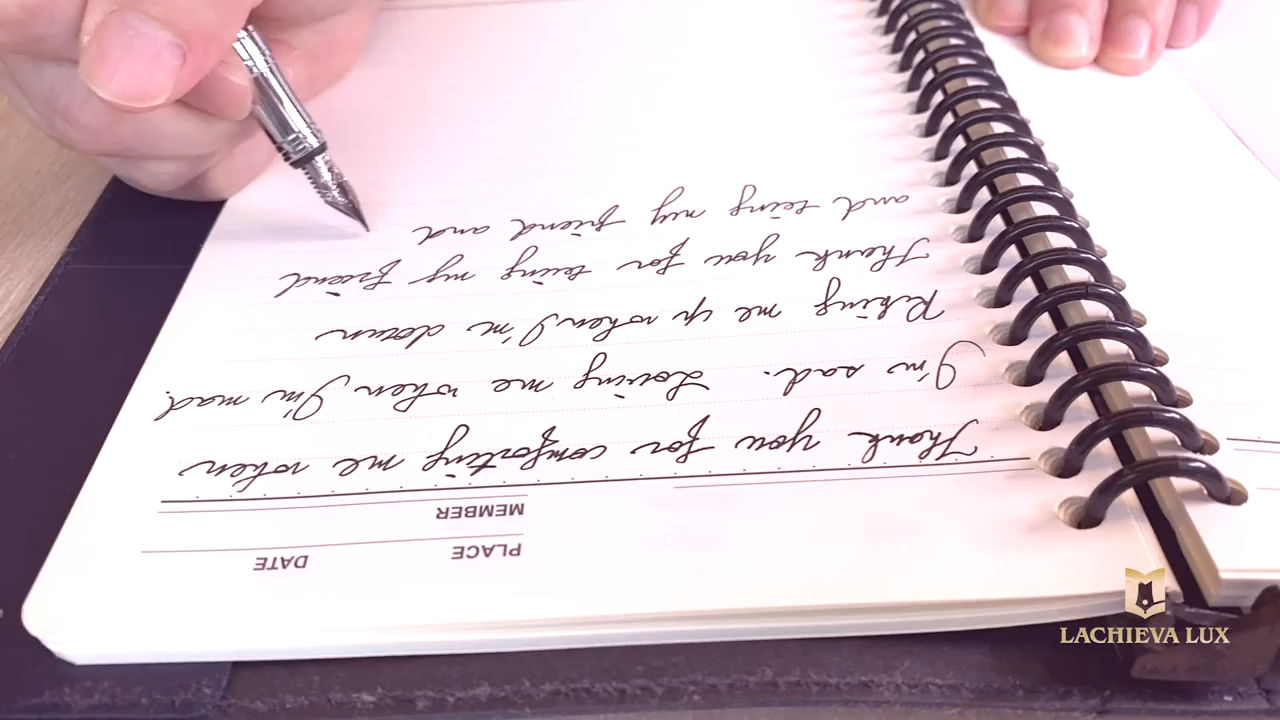 PLACE DATE
MEMBER
Thank you for comforting me when
I'm sad. Loving me when I'm mad.
me up when I'm down
Thank you for being my friend
and being my friend and
LACHIEVA LUX